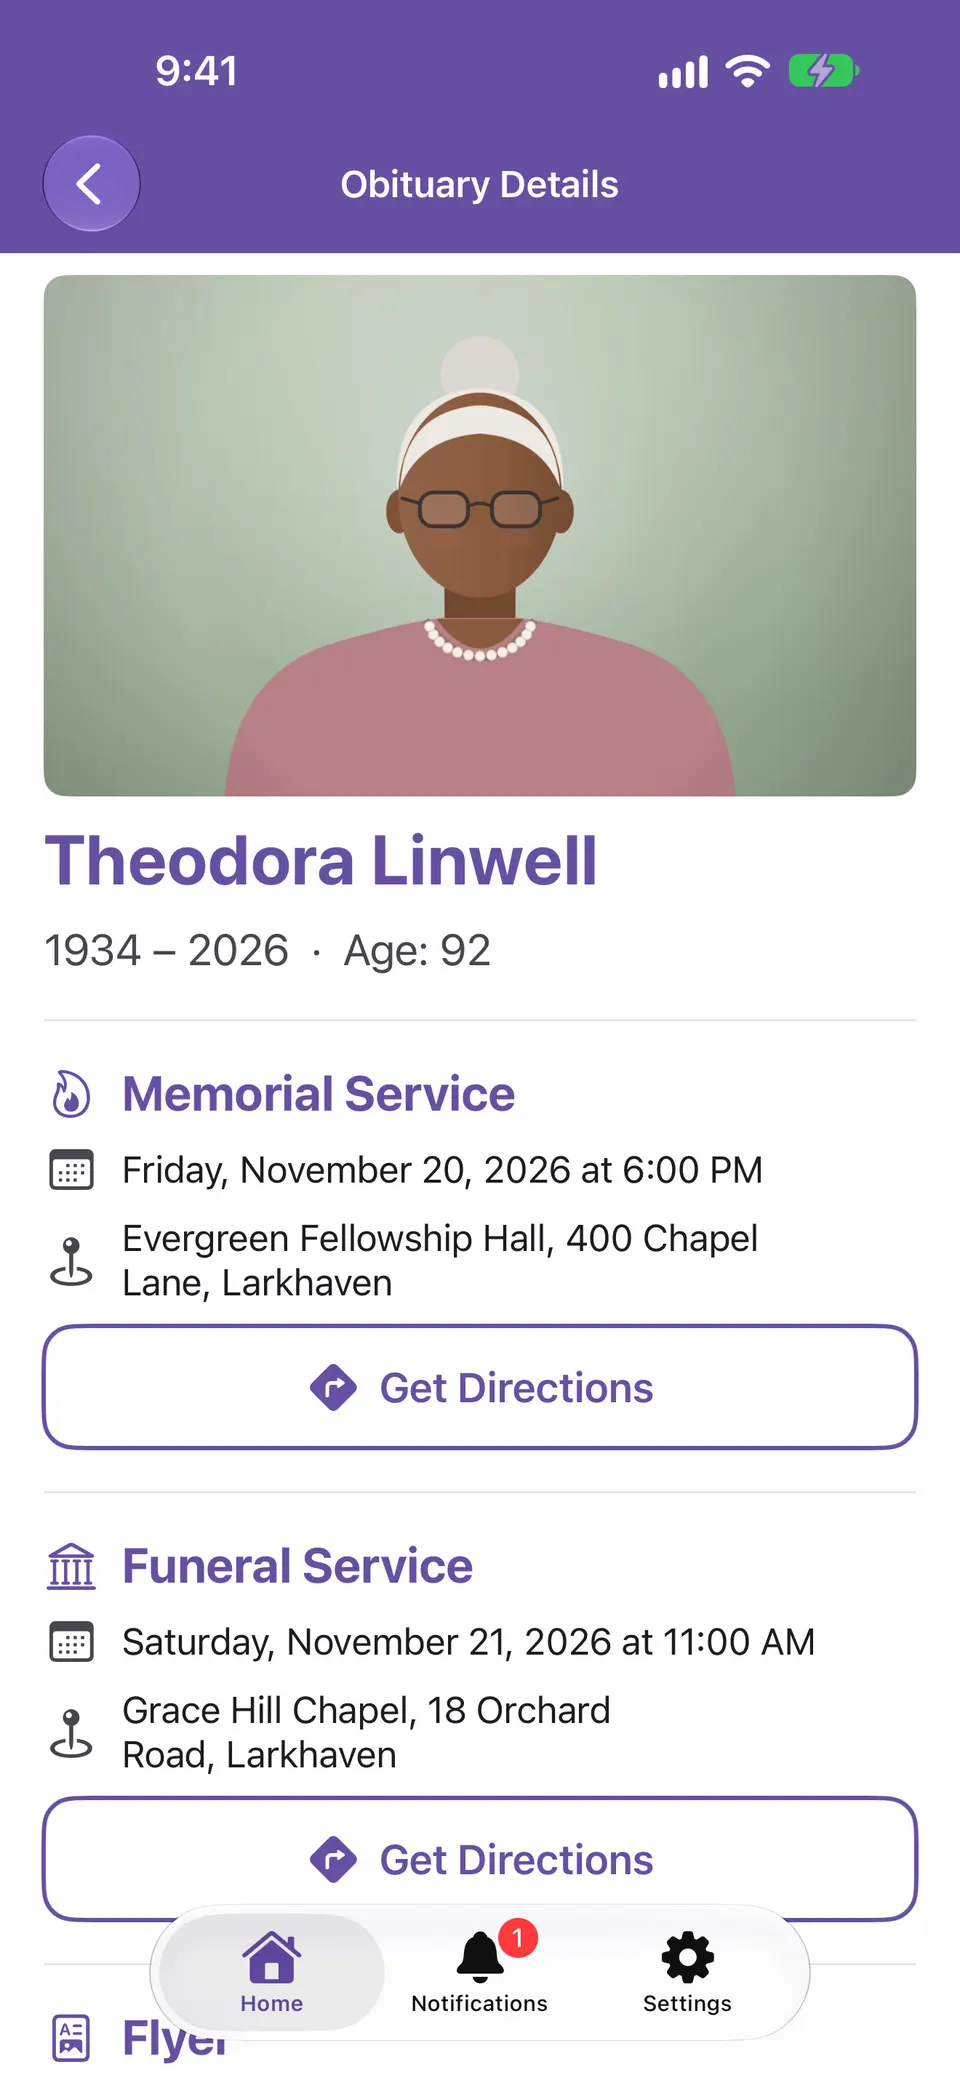 9:41
Obituary Details
Theodora Linwell
1934 – 2026 · Age: 92
Memorial Service
Friday, November 20, 2026 at 6:00 PM
Evergreen Fellowship Hall, 400 Chapel
Lane, Larkhaven
Get Directions
Funeral Service
Saturday, November 21, 2026 at 11:00 AM
Grace Hill Chapel, 18 Orchard
Road, Larkhaven
Get Directions
1
Home
Notifications
Settings
Flyer